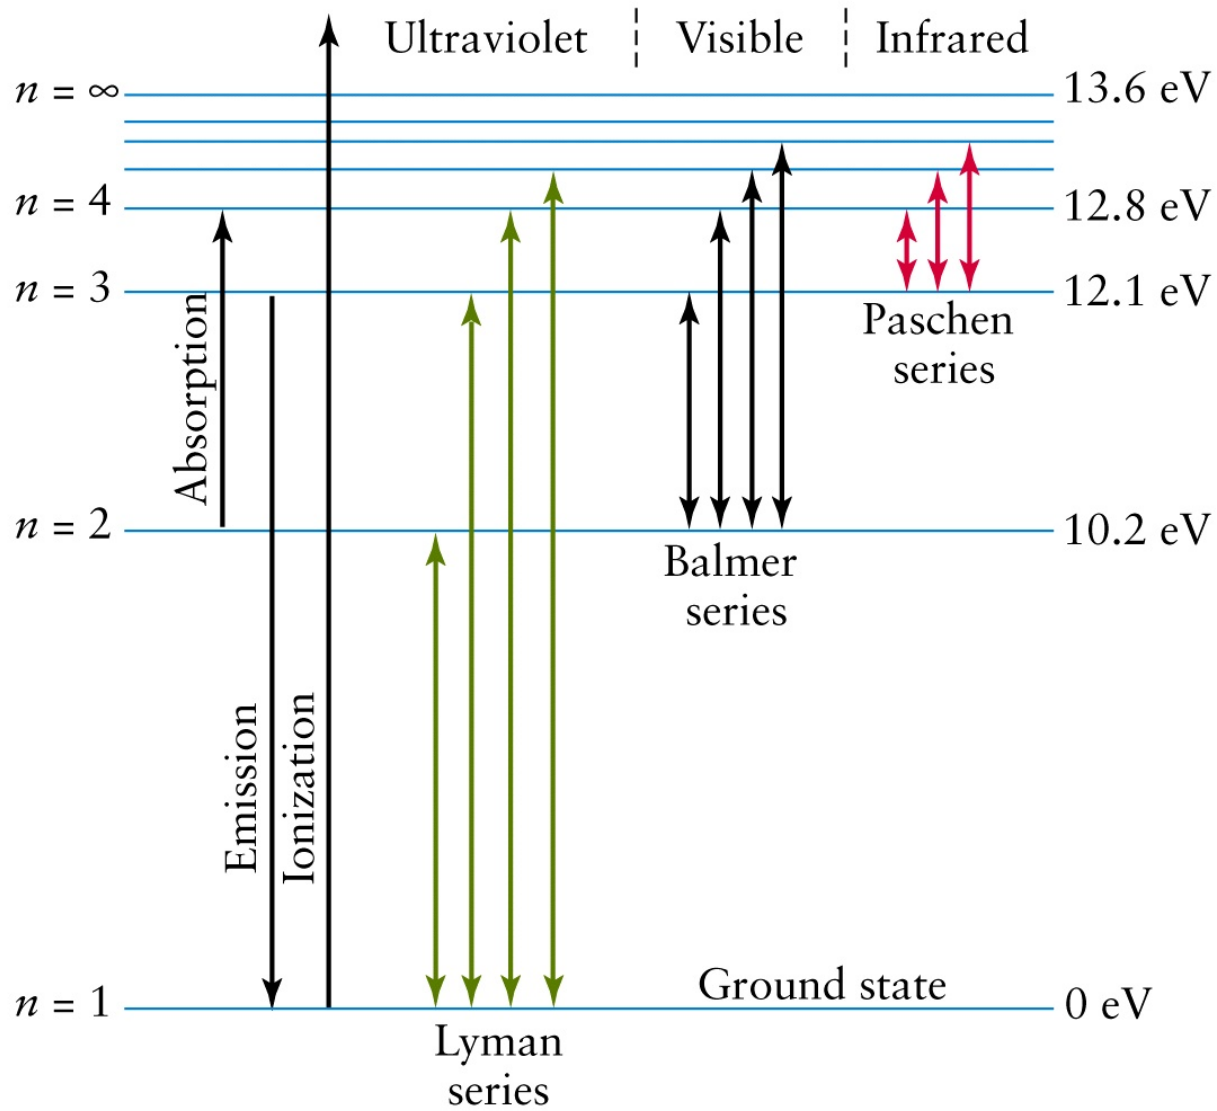 Ultraviolet Visible Infrared
n = ∞ 13.6 eV
n = 4 12.8 eV
n = 3 12.1 eV
Absorption
Paschen
series
n = 2 10.2 eV
Balmer
series
Emission
Ionization
Ground state
n = 1 0 eV
Lyman
series